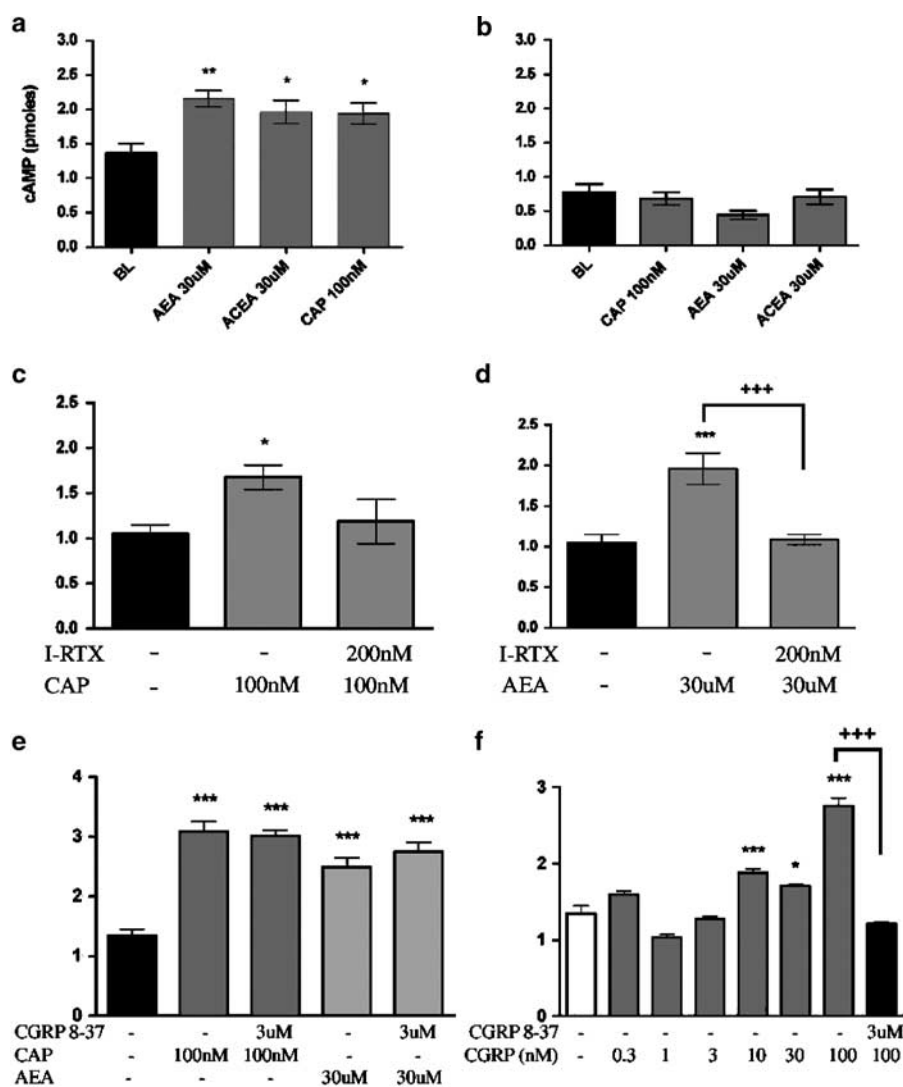 a
b
cAMP (pmoles)
3.0
2.5
2.0
1.5
1.0
0.5
0.0
**
*
*
BL
AEA 30uM
ACEA 30uM
CAP 100nM
3.0
2.5
2.0
1.5
1.0
0.5
0.0
BL
CAP 100nM
AEA 30uM
ACEA 30uM
c
d
2.5
2.0
1.5
1.0
0.5
0.0
*
I-RTX - - 200nM
CAP - 100nM 100nM
+++
***
2.0
1.5
1.0
0.5
0.0
I-RTX - - 200nM
AEA - 30uM 30uM
e
f
4
3
2
1
0
*** *** *** ***
CGRP 8-37 - - 3uM - 3uM
CAP - 100nM 100nM - -
AEA - - - 30uM 30uM
+++
3
2
1
0
*** * ***
CGRP 8-37 - - - - - - - 3uM
CGRP (nM) - 0.3 1 3 10 30 100 100